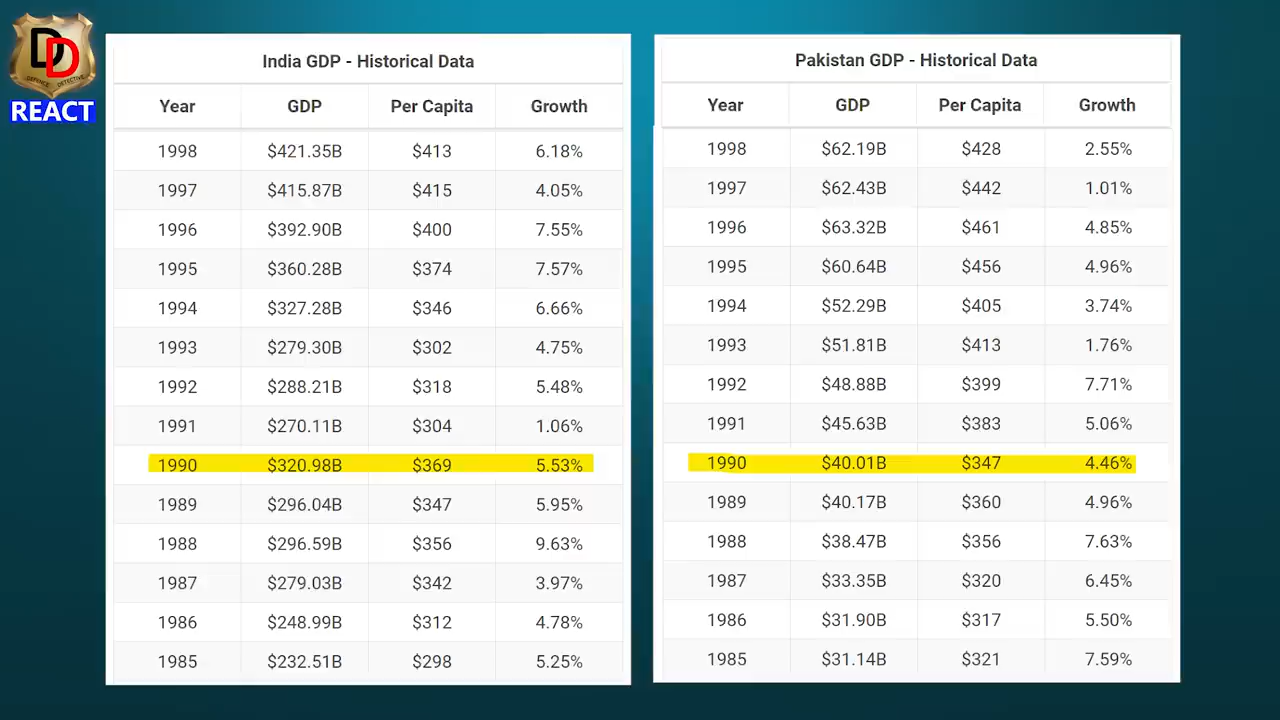 DD
DEFENCE DETECTIVE
REACT
India GDP - Historical Data
Year GDP Per Capita Growth
1998 $421.35B $413 6.18%
1997 $415.87B $415 4.05%
1996 $392.90B $400 7.55%
1995 $360.28B $374 7.57%
1994 $327.28B $346 6.66%
1993 $279.30B $302 4.75%
1992 $288.21B $318 5.48%
1991 $270.11B $304 1.06%
1990 $320.98B $369 5.53%
1989 $296.04B $347 5.95%
1988 $296.59B $356 9.63%
1987 $279.03B $342 3.97%
1986 $248.99B $312 4.78%
1985 $232.51B $298 5.25%
Pakistan GDP - Historical Data
Year GDP Per Capita Growth
1998 $62.19B $428 2.55%
1997 $62.43B $442 1.01%
1996 $63.32B $461 4.85%
1995 $60.64B $456 4.96%
1994 $52.29B $405 3.74%
1993 $51.81B $413 1.76%
1992 $48.88B $399 7.71%
1991 $45.63B $383 5.06%
1990 $40.01B $347 4.46%
1989 $40.17B $360 4.96%
1988 $38.47B $356 7.63%
1987 $33.35B $320 6.45%
1986 $31.90B $317 5.50%
1985 $31.14B $321 7.59%